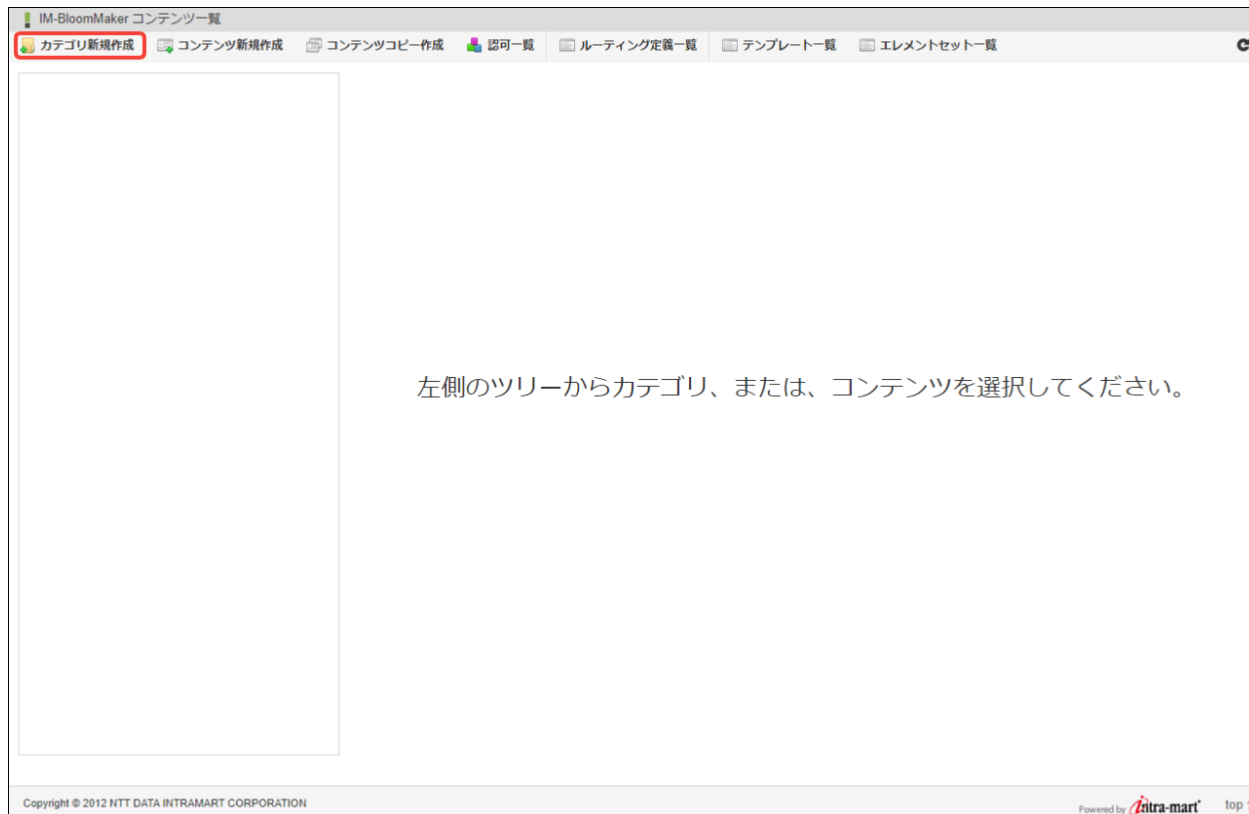 IM-BloomMaker コンテンツ一覧
カテゴリ新規作成 コンテンツ新規作成 コンテンツコピー作成 認可一覧 ルーティング定義一覧 テンプレート一覧 エレメントセット一覧
左側のツリーからカテゴリ、または、コンテンツを選択してください。
Copyright © 2012 NTT DATA INTRAMART CORPORATION
Powered by intra-mart top